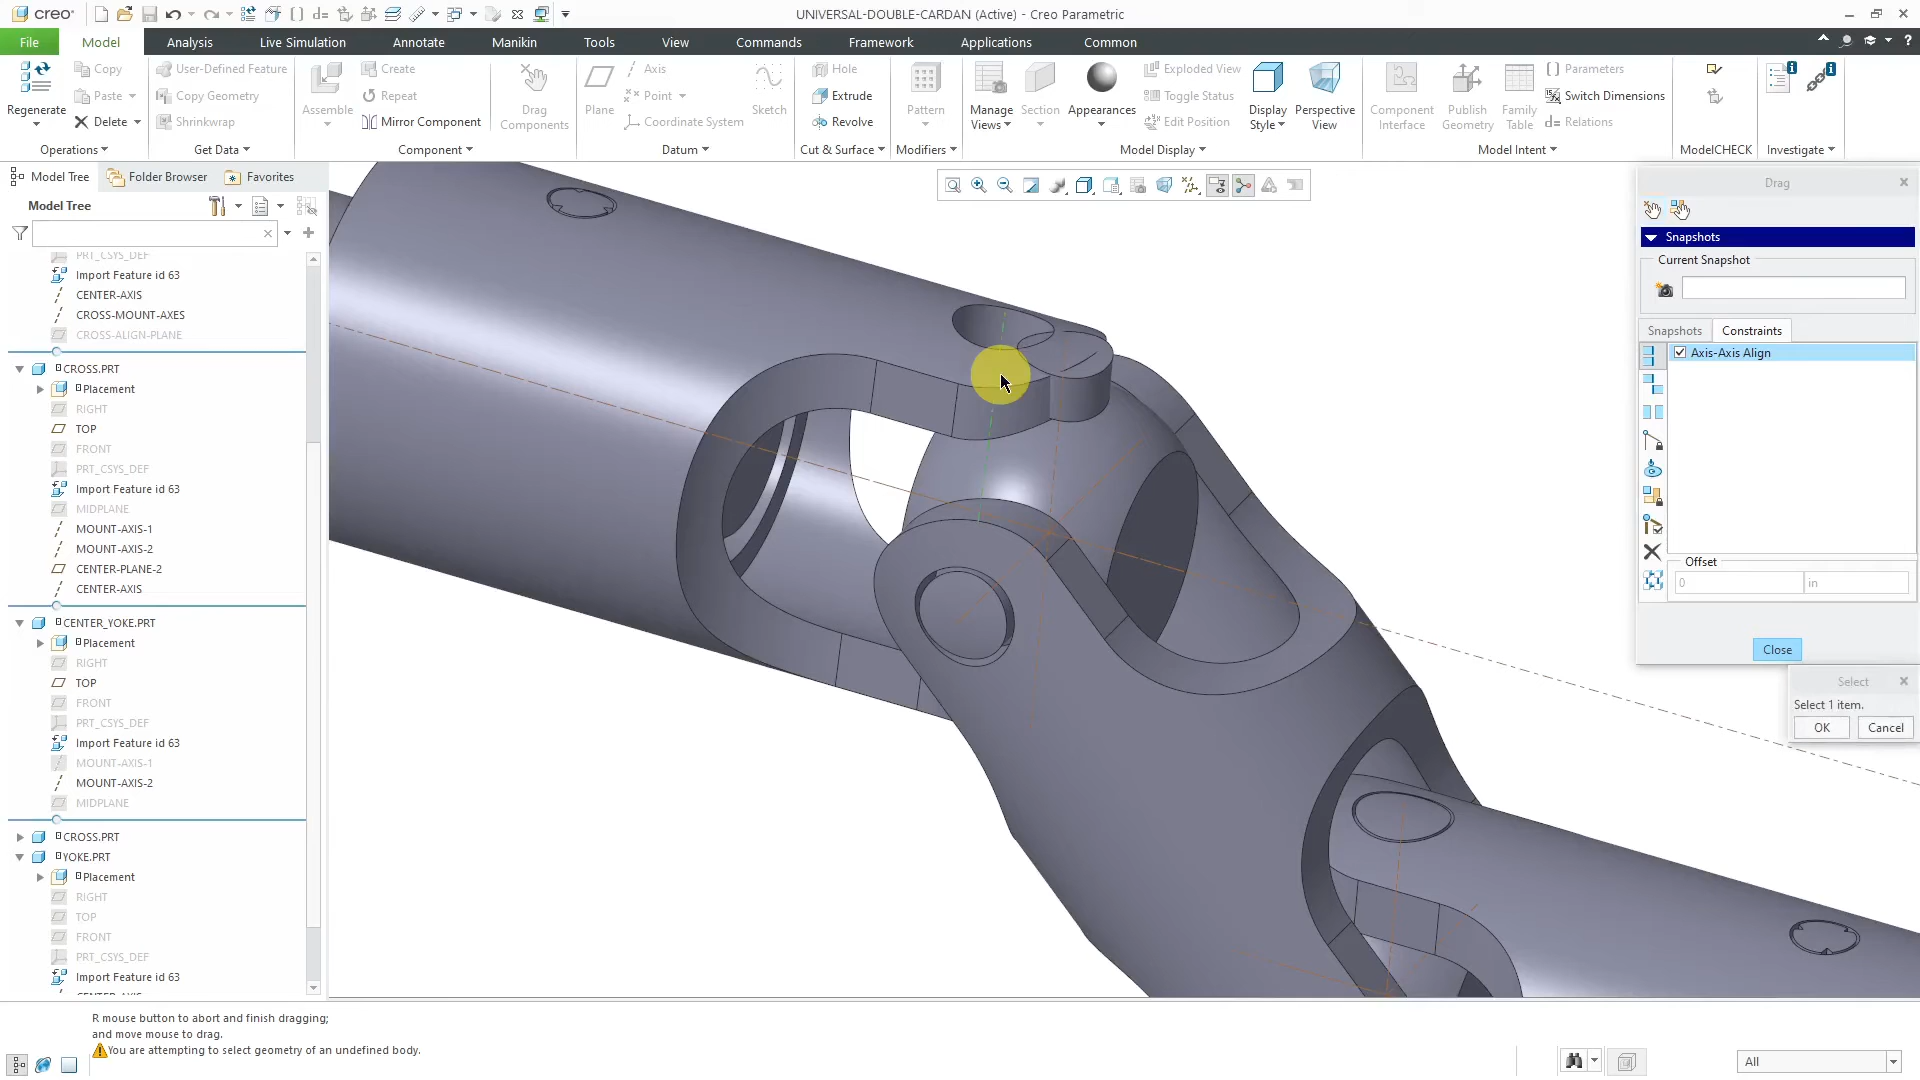 creo
UNIVERSAL-DOUBLE-CARDAN (Active) - Creo Parametric
File
Model
Analysis
Live Simulation
Annotate
Manikin
Tools
View
Commands
Framework
Applications
Common
Regenerate
Copy
Paste
Delete
Operations
User-Defined Feature
Copy Geometry
Shrinkwrap
Get Data
Assemble
Create
Repeat
Mirror Component
Component
Drag
Components
Plane
Axis
Point
Coordinate System
Sketch
Datum
Hole
Extrude
Revolve
Cut & Surface
Pattern
Modifiers
Manage
Views
Section
Appearances
Exploded View
Toggle Status
Edit Position
Display
Style
Perspective
View
Model Display
Component
Interface
Publish
Geometry
Family
Table
Parameters
Switch Dimensions
Relations
Model Intent
ModelCHECK
Investigate
Model Tree
Folder Browser
Favorites
Model Tree
PRT_CSYS_DEF
Import Feature id 63
CENTER-AXIS
CROSS-MOUNT-AXES
CROSS-ALIGN-PLANE
CROSS.PRT
Placement
RIGHT
TOP
FRONT
PRT_CSYS_DEF
Import Feature id 63
MIDPLANE
MOUNT-AXIS-1
MOUNT-AXIS-2
CENTER-PLANE-2
CENTER-AXIS
CENTER_YOKE.PRT
Placement
RIGHT
TOP
FRONT
PRT_CSYS_DEF
Import Feature id 63
MOUNT-AXIS-1
MOUNT-AXIS-2
MIDPLANE
CROSS.PRT
YOKE.PRT
Placement
RIGHT
TOP
FRONT
PRT_CSYS_DEF
Import Feature id 63
Drag
Snapshots
Current Snapshot
Snapshots
Constraints
Axis-Axis Align
Offset
0
in
Close
Select
Select 1 item.
OK
Cancel
R mouse button to abort and finish dragging;
and move mouse to drag.
You are attempting to select geometry of an undefined body.
All